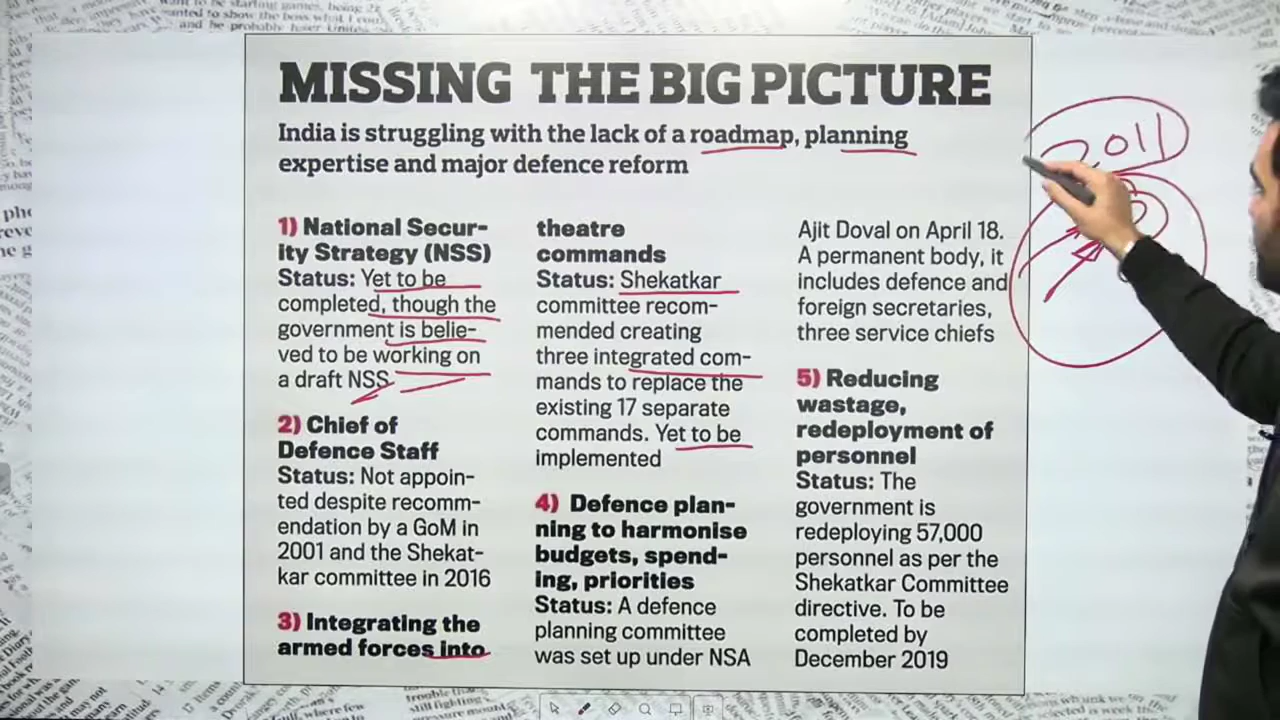 MISSING THE BIG PICTURE
India is struggling with the lack of a roadmap, planning
expertise and major defence reform
1) National Secur-
ity Strategy (NSS)
Status: Yet to be
completed, though the
government is belie-
ved to be working on
a draft NSS
2) Chief of
Defence Staff
Status: Not appoin-
ted despite recomm-
endation by a GoM in
2001 and the Shekat-
kar committee in 2016
3) Integrating the
armed forces into
theatre
commands
Status: Shekatkar
committee recom-
mended creating
three integrated com-
mands to replace the
existing 17 separate
commands. Yet to be
implemented
4) Defence plan-
ning to harmonise
budgets, spend-
ing, priorities
Status: A defence
planning committee
was set up under NSA
Ajit Doval on April 18.
A permanent body, it
includes defence and
foreign secretaries,
three service chiefs
5) Reducing
wastage,
redeployment of
personnel
Status: The
government is
redeploying 57,000
personnel as per the
Shekatkar Committee
directive. To be
completed by
December 2019
2011